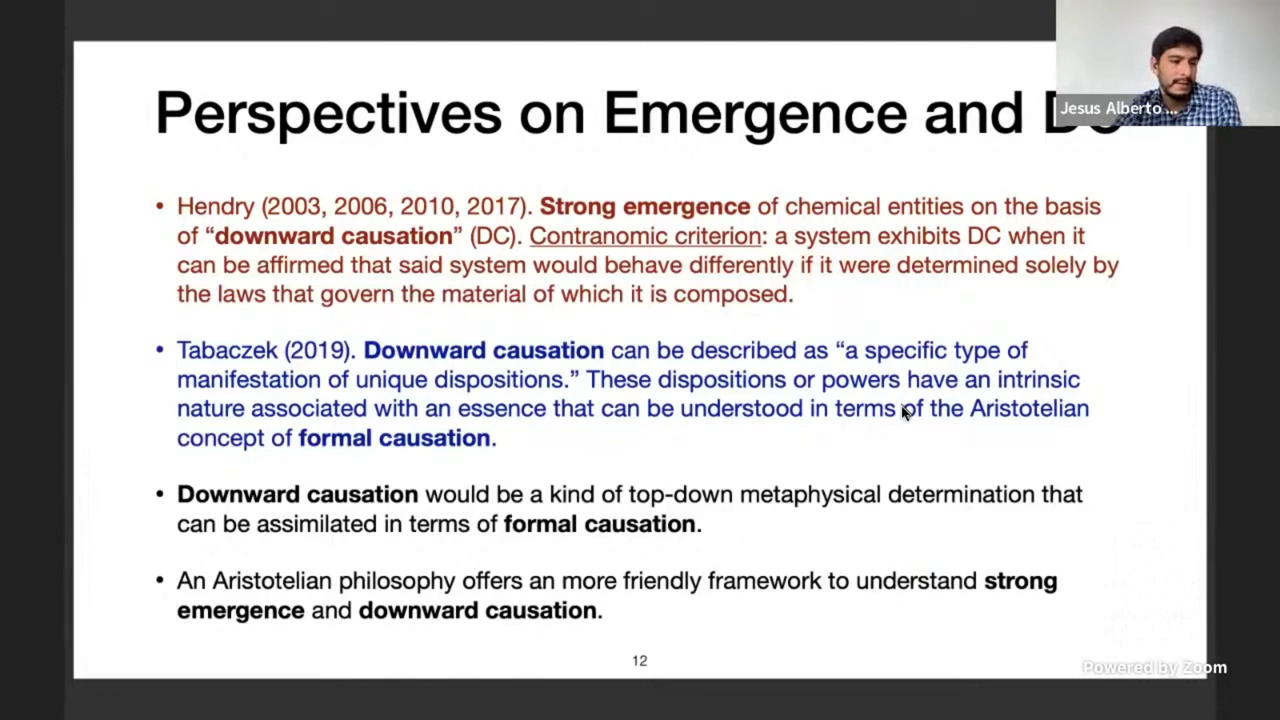 Perspectives on Emergence and DC
Jesus Alberto ...
• Hendry (2003, 2006, 2010, 2017). Strong emergence of chemical entities on the basis
of “downward causation” (DC). Contranomic criterion: a system exhibits DC when it
can be affirmed that said system would behave differently if it were determined solely by
the laws that govern the material of which it is composed.
• Tabaczek (2019). Downward causation can be described as “a specific type of
manifestation of unique dispositions.” These dispositions or powers have an intrinsic
nature associated with an essence that can be understood in terms of the Aristotelian
concept of formal causation.
• Downward causation would be a kind of top-down metaphysical determination that
can be assimilated in terms of formal causation.
• An Aristotelian philosophy offers an more friendly framework to understand strong
emergence and downward causation.
12
Powered by Zoom